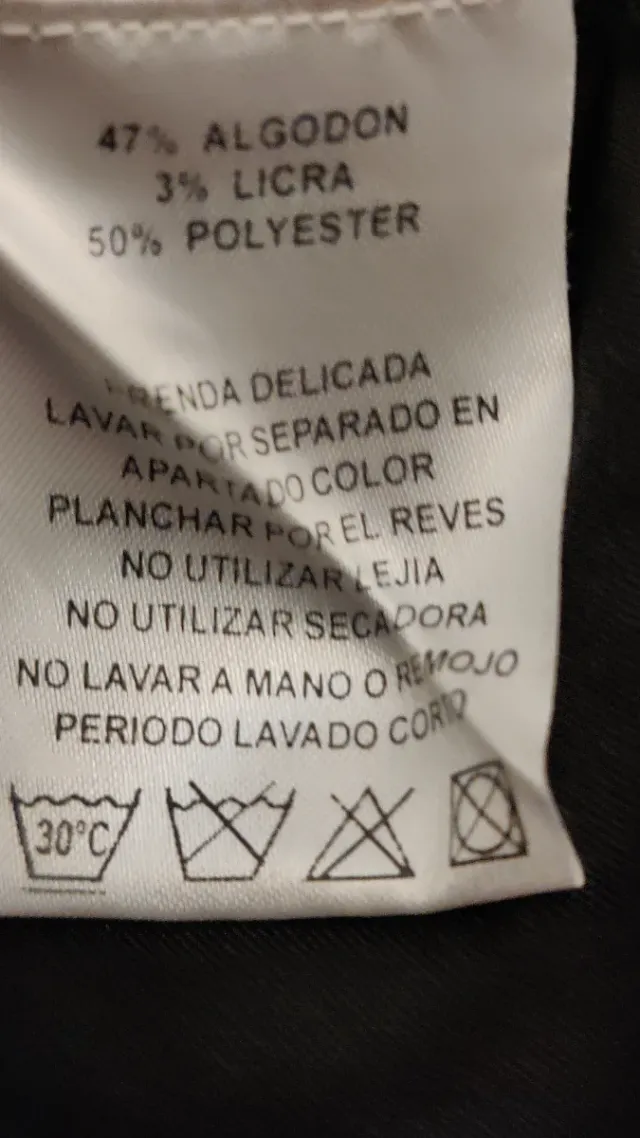 47% ALGODON
3% LICRA
50% POLYESTER
PRENDA DELICADA
LAVAR POR SEPARADO EN
APARTADO COLOR
PLANCHAR POR EL REVES
NO UTILIZAR LEJIA
NO UTILIZAR SECADORA
NO LAVAR A MANO O REMOJO
PERIODO LAVADO CORTO
30°C